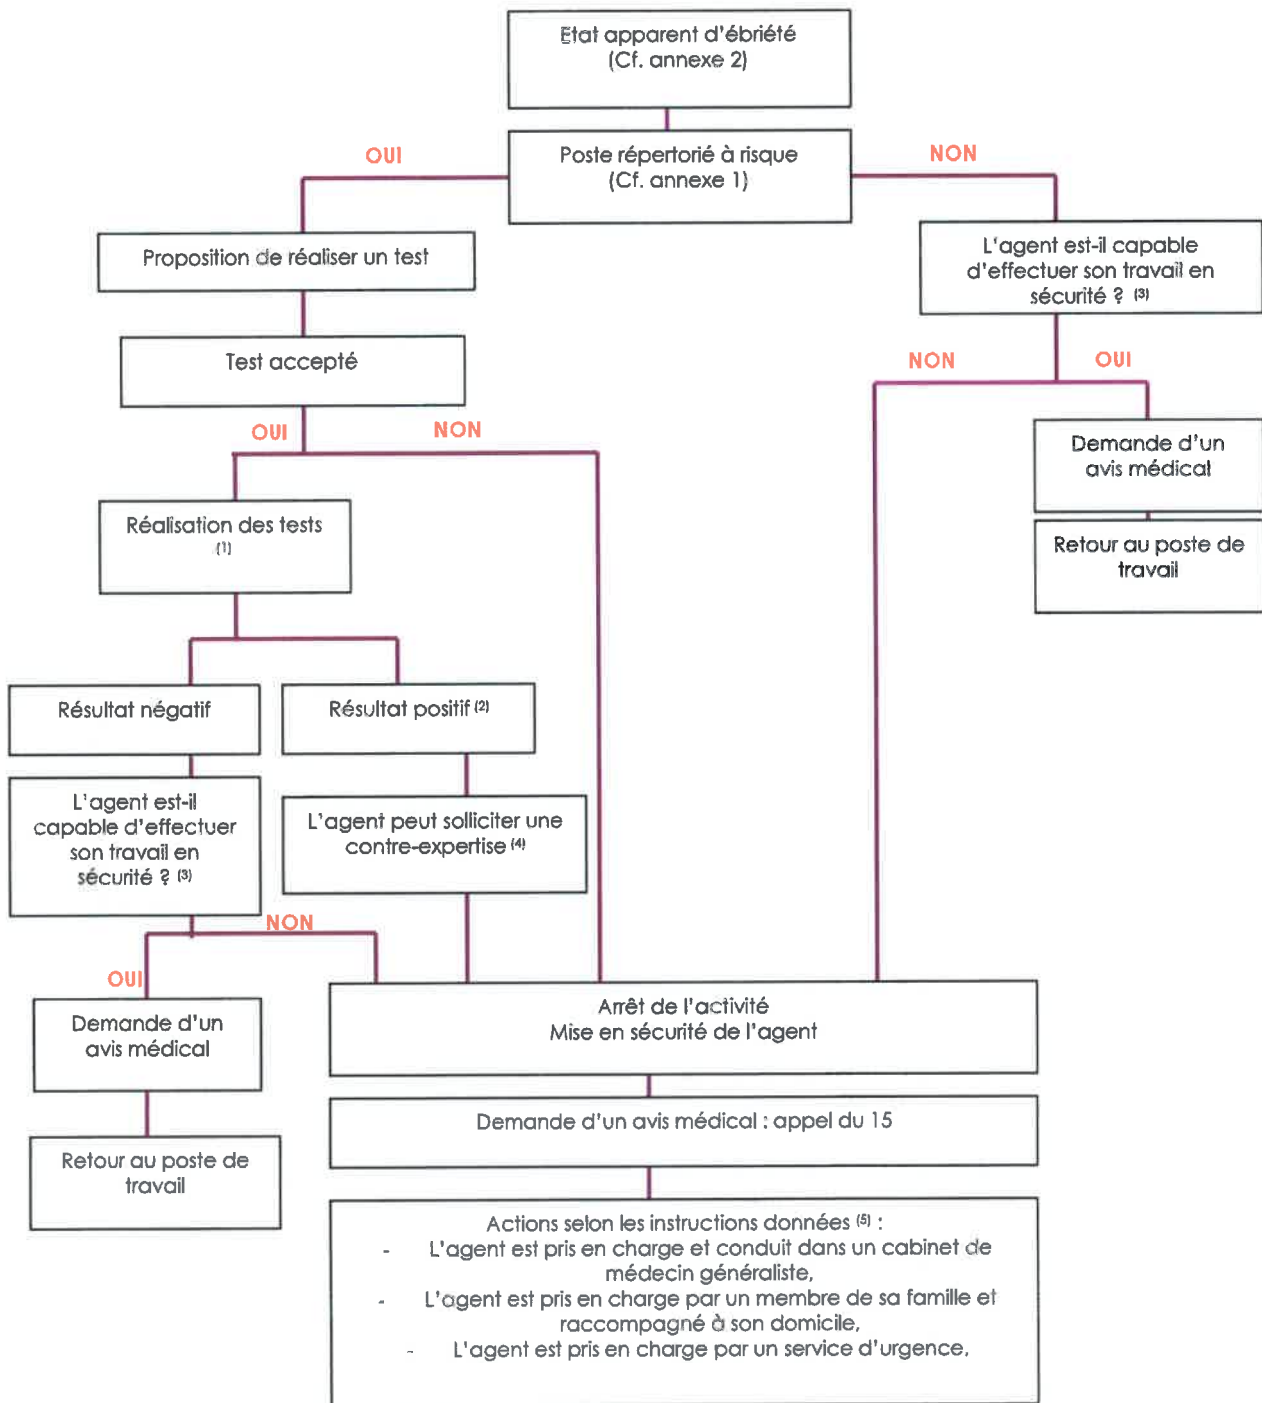 Etat apparent d'ébriété
(Cf. annexe 2)
OUI
Poste répertorié à risque
(Cf. annexe 1)
NON
Proposition de réaliser un test
L'agent est-il capable
d'effectuer son travail en
sécurité ? (3)
Test accepté
NON
OUI
OUI
NON
Demande d'un
avis médical
Réalisation des tests
(1)
Retour au poste de
travail
Résultat négatif
Résultat positif (2)
L'agent est-il
capable d'effectuer
son travail en
sécurité ? (3)
L'agent peut solliciter une
contre-expertise (4)
NON
OUI
Demande d'un
avis médical
Arrêt de l'activité
Mise en sécurité de l'agent
Demande d'un avis médical : appel du 15
Retour au poste de
travail
Actions selon les instructions données (5) :
- L'agent est pris en charge et conduit dans un cabinet de
médecin généraliste,
- L'agent est pris en charge par un membre de sa famille et
raccompagné à son domicile,
- L'agent est pris en charge par un service d'urgence,